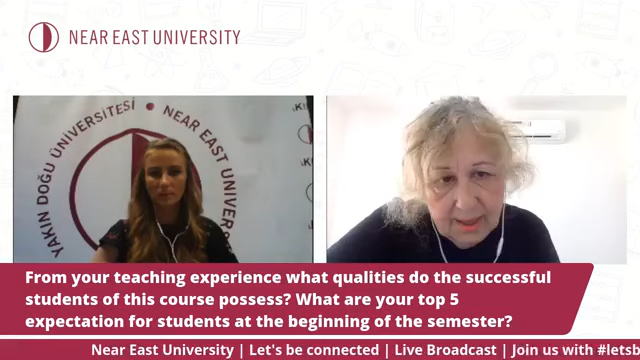 NEAR EAST UNIVERSITY
YAKIN DOĞU ÜNİVERSİTESİ • NEAR EAST UNIVERS
From your teaching experience what qualities do the successful
students of this course possess? What are your top 5
expectation for students at the beginning of the semester?
Near East University | Let's be connected | Live Broadcast | Join us with #letsb